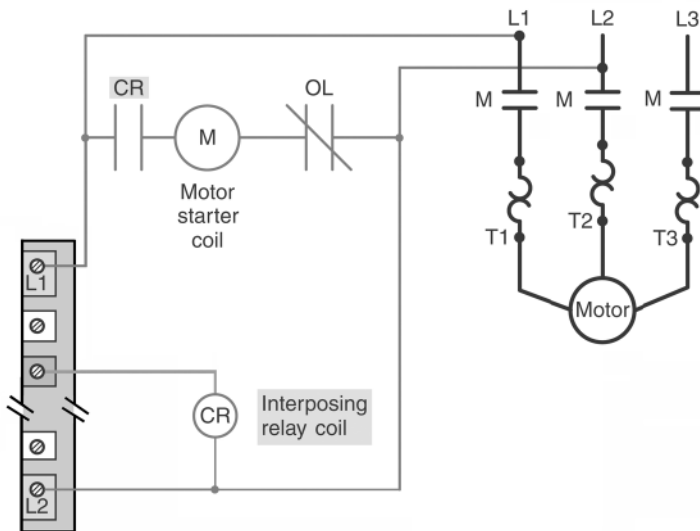 L1
L2
L3
CR
OL
M
M
M
M
Motor
starter
coil
T1
T2
T3
L1
Motor
CR
Interposing
relay coil
L2